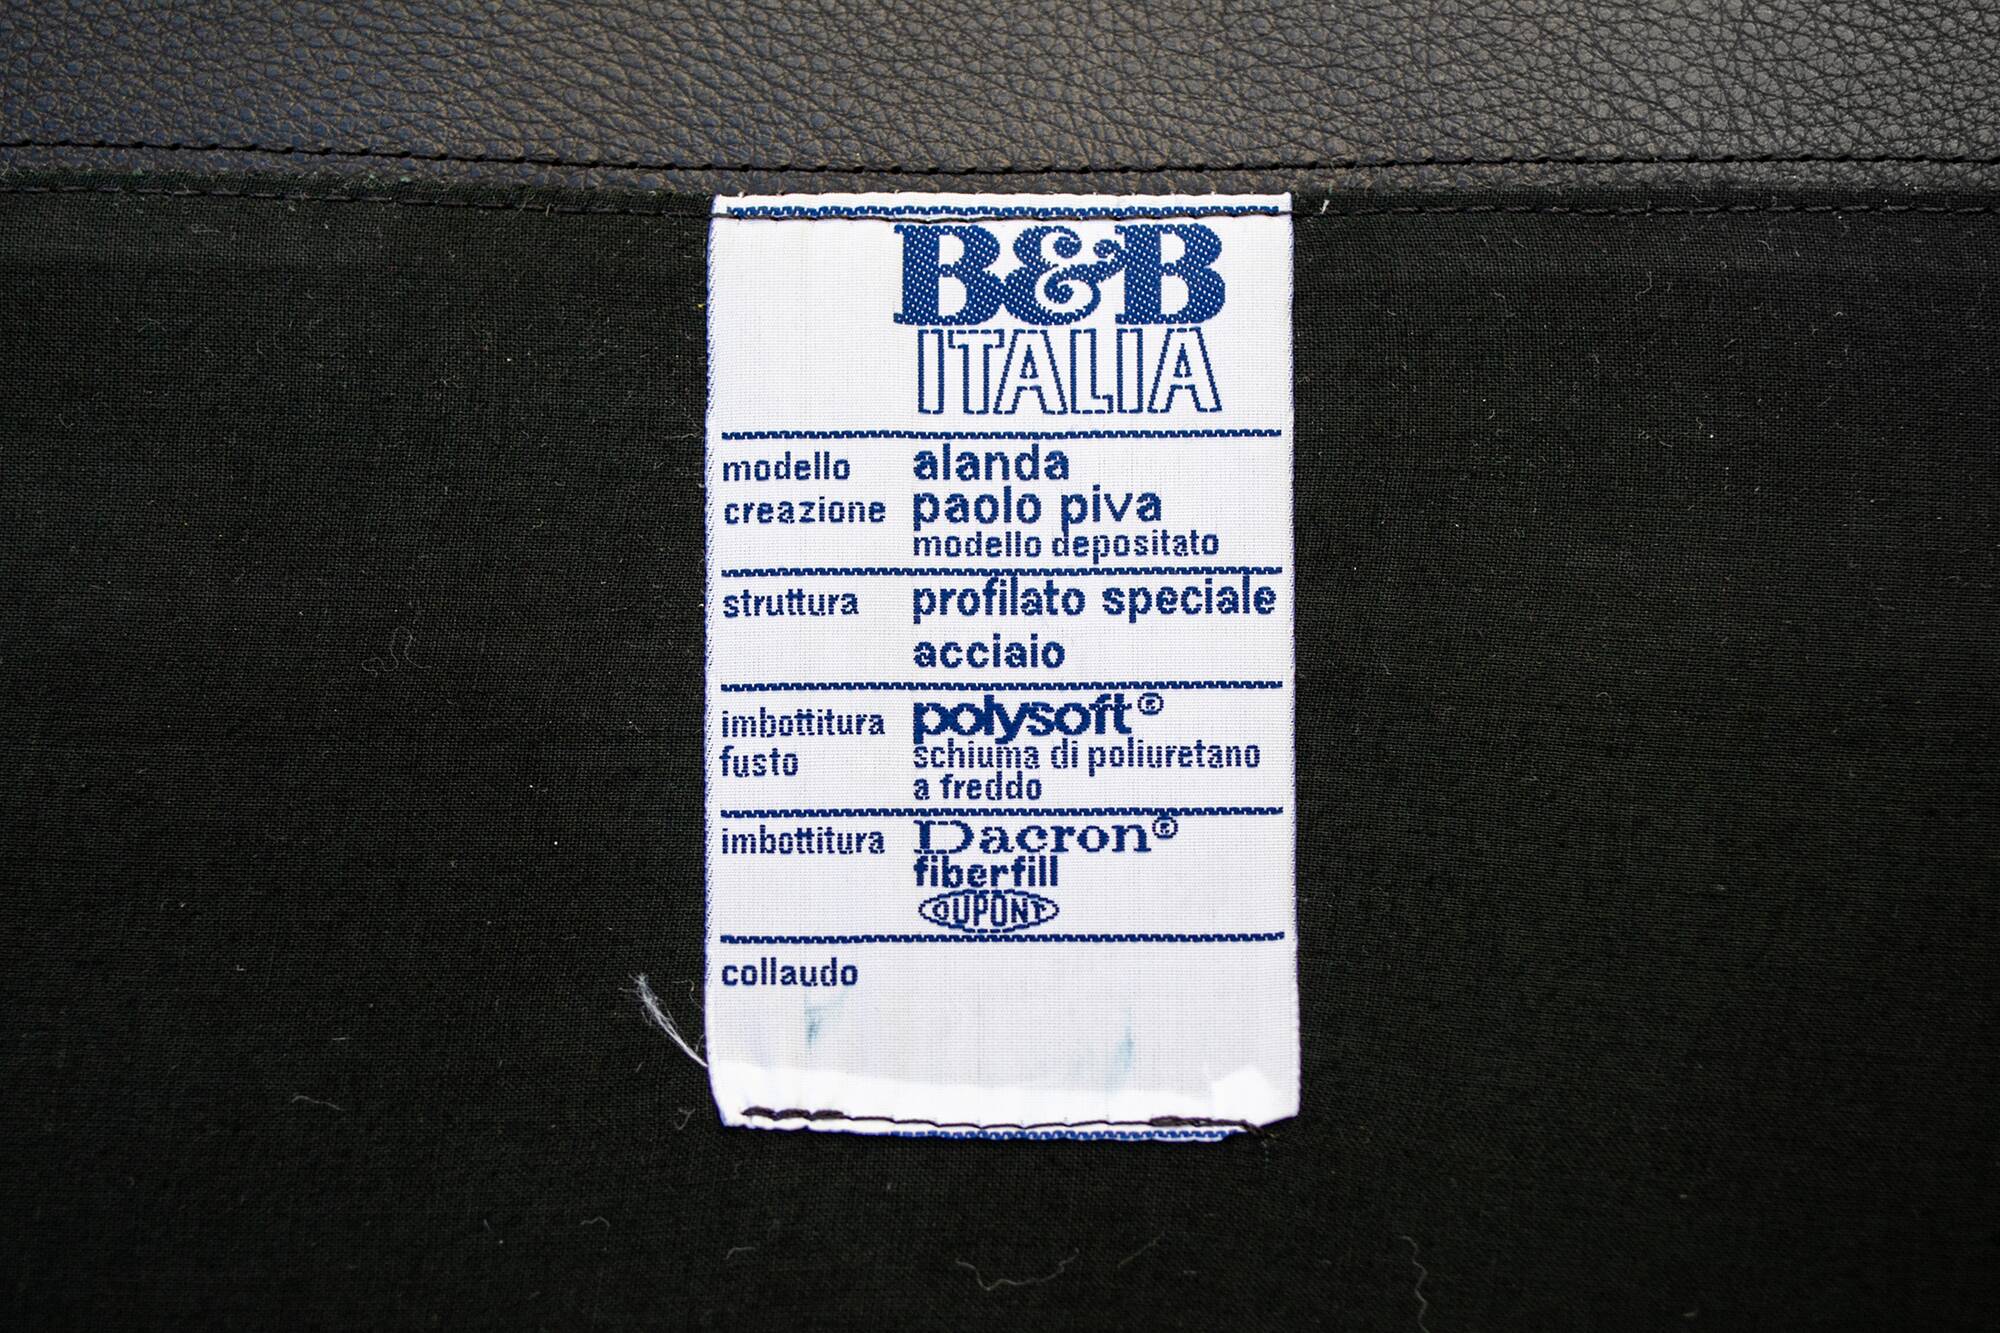 B&B
ITALIA
modello alanda
creazione paolo piva
modello depositato
struttura profilato speciale
acciaio
imbottitura polysoft®
fusto schiuma di poliuretano
a freddo
imbottitura Dacron®
fiberfill
DUPONT
collaudo